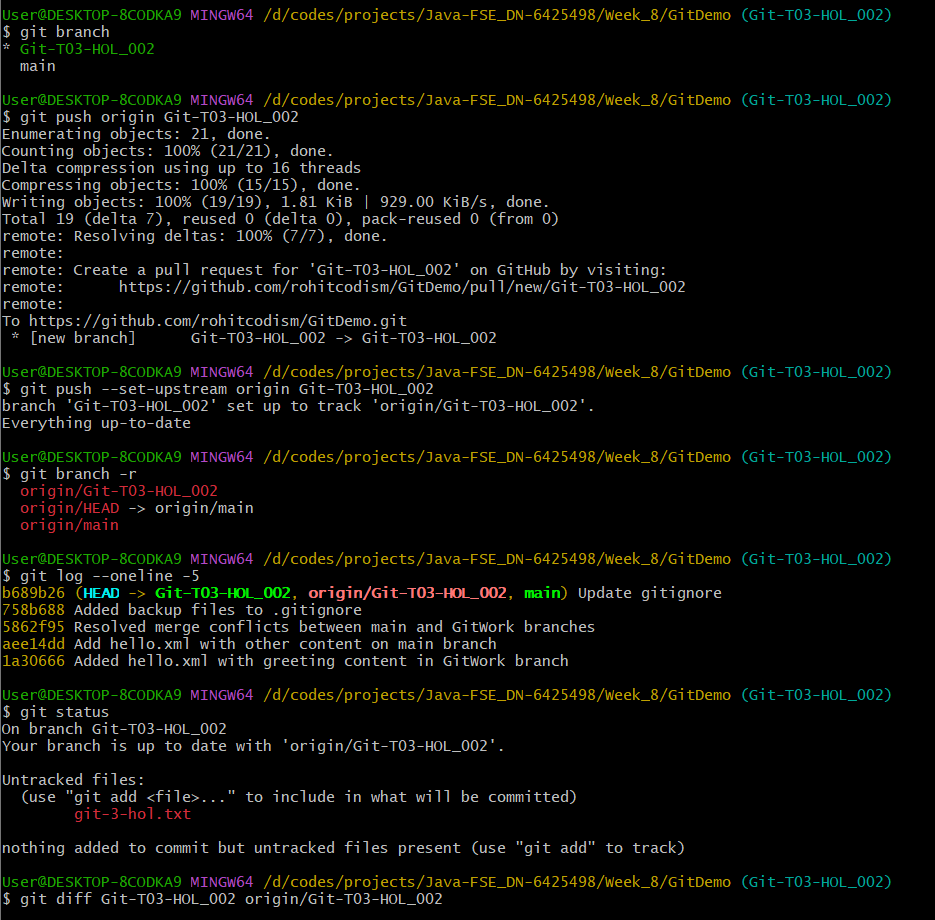 User@DESKTOP-8CODKA9 MINGW64 /d/codes/projects/Java-FSE_DN-6425498/Week_8/GitDemo (Git-T03-HOL_002)
$ git branch
* Git-T03-HOL_002
  main

User@DESKTOP-8CODKA9 MINGW64 /d/codes/projects/Java-FSE_DN-6425498/Week_8/GitDemo (Git-T03-HOL_002)
$ git push origin Git-T03-HOL_002
Enumerating objects: 21, done.
Counting objects: 100% (21/21), done.
Delta compression using up to 16 threads
Compressing objects: 100% (15/15), done.
Writing objects: 100% (19/19), 1.81 KiB | 929.00 KiB/s, done.
Total 19 (delta 7), reused 0 (delta 0), pack-reused 0 (from 0)
remote: Resolving deltas: 100% (7/7), done.
remote:
remote: Create a pull request for 'Git-T03-HOL_002' on GitHub by visiting:
remote:      https://github.com/rohitcodism/GitDemo/pull/new/Git-T03-HOL_002
remote:
To https://github.com/rohitcodism/GitDemo.git
 * [new branch]      Git-T03-HOL_002 -> Git-T03-HOL_002

User@DESKTOP-8CODKA9 MINGW64 /d/codes/projects/Java-FSE_DN-6425498/Week_8/GitDemo (Git-T03-HOL_002)
$ git push --set-upstream origin Git-T03-HOL_002
branch 'Git-T03-HOL_002' set up to track 'origin/Git-T03-HOL_002'.
Everything up-to-date

User@DESKTOP-8CODKA9 MINGW64 /d/codes/projects/Java-FSE_DN-6425498/Week_8/GitDemo (Git-T03-HOL_002)
$ git branch -r
  origin/Git-T03-HOL_002
  origin/HEAD -> origin/main
  origin/main

User@DESKTOP-8CODKA9 MINGW64 /d/codes/projects/Java-FSE_DN-6425498/Week_8/GitDemo (Git-T03-HOL_002)
$ git log --oneline -5
b689b26 (HEAD -> Git-T03-HOL_002, origin/Git-T03-HOL_002, main) Update gitignore
758b688 Added backup files to .gitignore
5862f95 Resolved merge conflicts between main and GitWork branches
aee14dd Add hello.xml with other content on main branch
1a30666 Added hello.xml with greeting content in GitWork branch

User@DESKTOP-8CODKA9 MINGW64 /d/codes/projects/Java-FSE_DN-6425498/Week_8/GitDemo (Git-T03-HOL_002)
$ git status
On branch Git-T03-HOL_002
Your branch is up to date with 'origin/Git-T03-HOL_002'.

Untracked files:
  (use "git add <file>..." to include in what will be committed)
        git-3-hol.txt

nothing added to commit but untracked files present (use "git add" to track)

User@DESKTOP-8CODKA9 MINGW64 /d/codes/projects/Java-FSE_DN-6425498/Week_8/GitDemo (Git-T03-HOL_002)
$ git diff Git-T03-HOL_002 origin/Git-T03-HOL_002